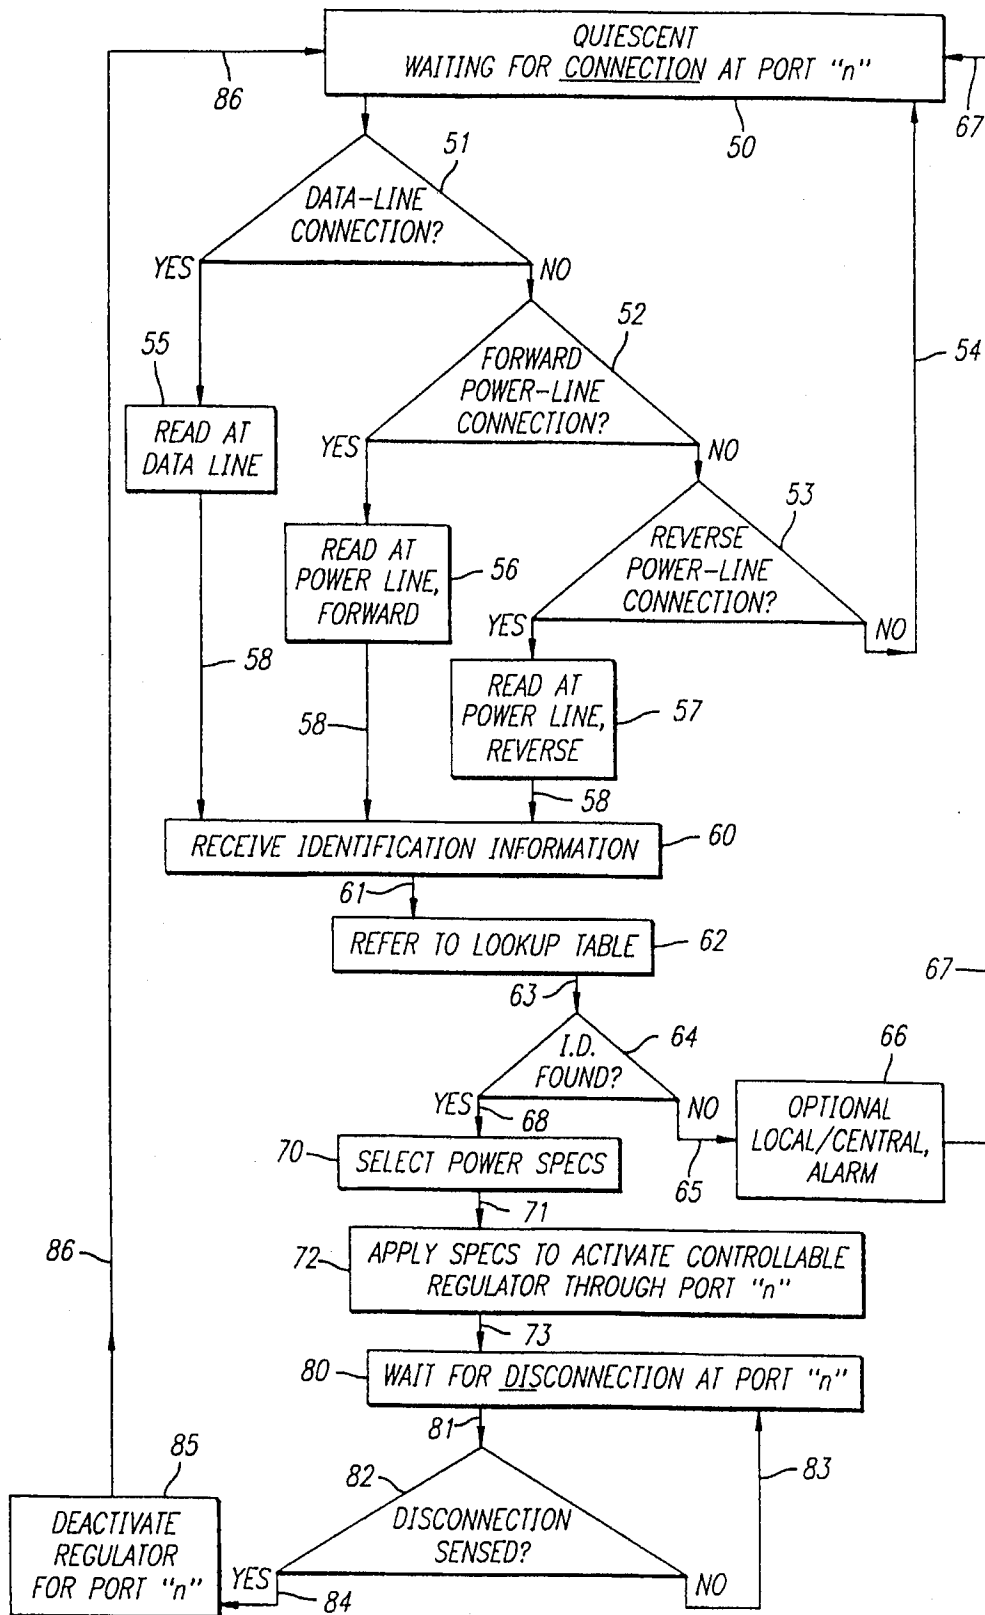 QUIESCENT
WAITING FOR CONNECTION AT PORT "n"
86
67
50
51
DATA-LINE
CONNECTION?
YES
NO
52
54
55
FORWARD
POWER-LINE
CONNECTION?
READ AT
DATA LINE
YES
NO
53
REVERSE
POWER-LINE
CONNECTION?
READ AT
POWER LINE,
FORWARD
56
YES
NO
58
READ AT
POWER LINE,
REVERSE
57
58
58
RECEIVE IDENTIFICATION INFORMATION
60
61
REFER TO LOOKUP TABLE
62
67
63
I.D.
FOUND?
64
66
YES
NO
68
OPTIONAL
LOCAL/CENTRAL,
ALARM
70
SELECT POWER SPECS
65
71
86
72
APPLY SPECS TO ACTIVATE CONTROLLABLE
REGULATOR THROUGH PORT "n"
73
80
WAIT FOR DISCONNECTION AT PORT "n"
81
85
82
83
DISCONNECTION
SENSED?
DEACTIVATE
REGULATOR
FOR PORT "n"
YES
NO
84